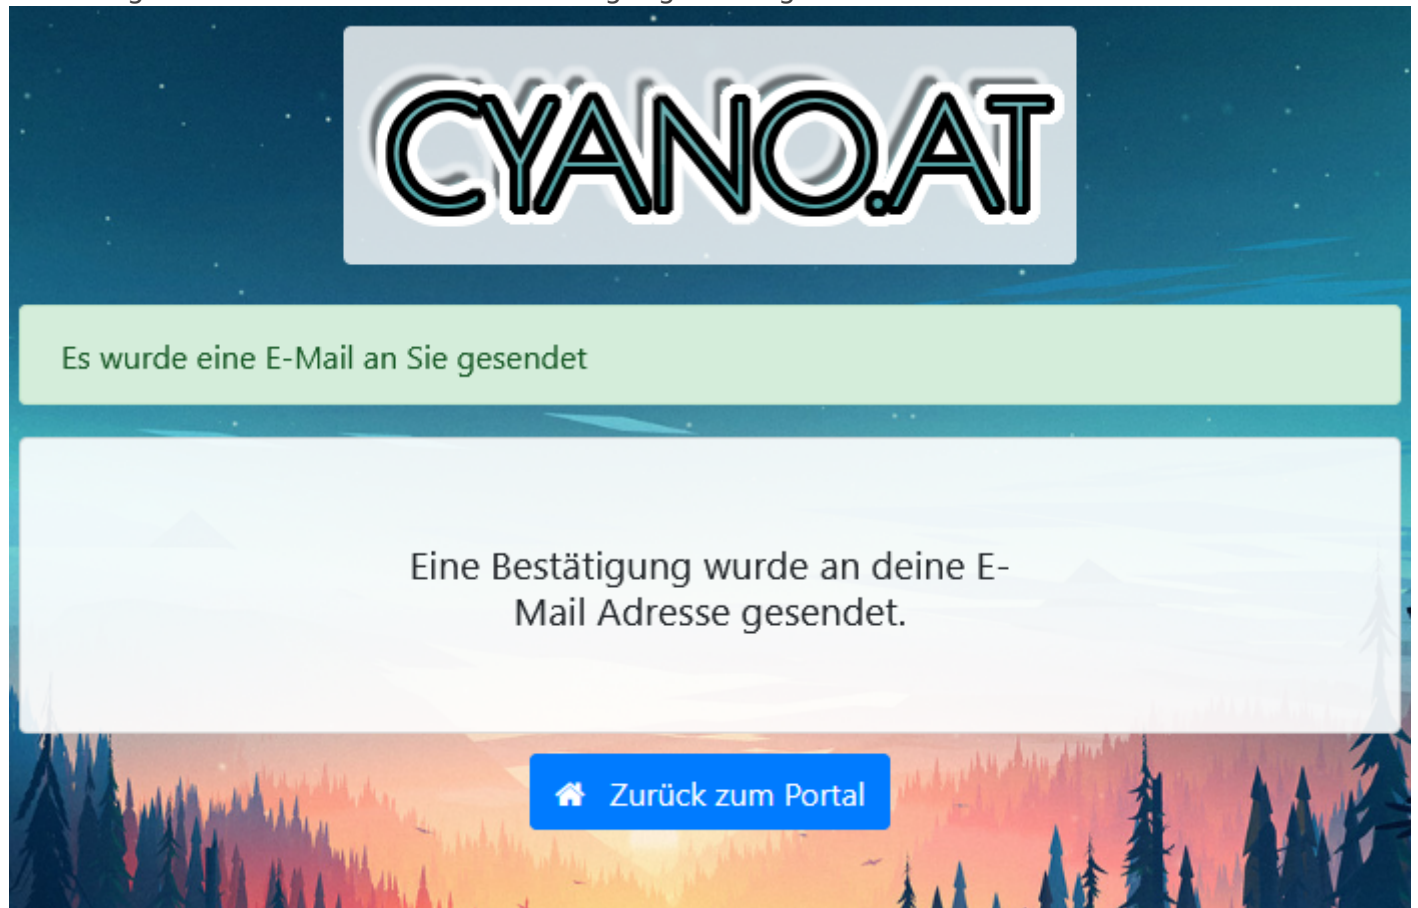 CYANO.AT
Es wurde eine E-Mail an Sie gesendet
Eine Bestätigung wurde an deine E-
Mail Adresse gesendet.
Zurück zum Portal